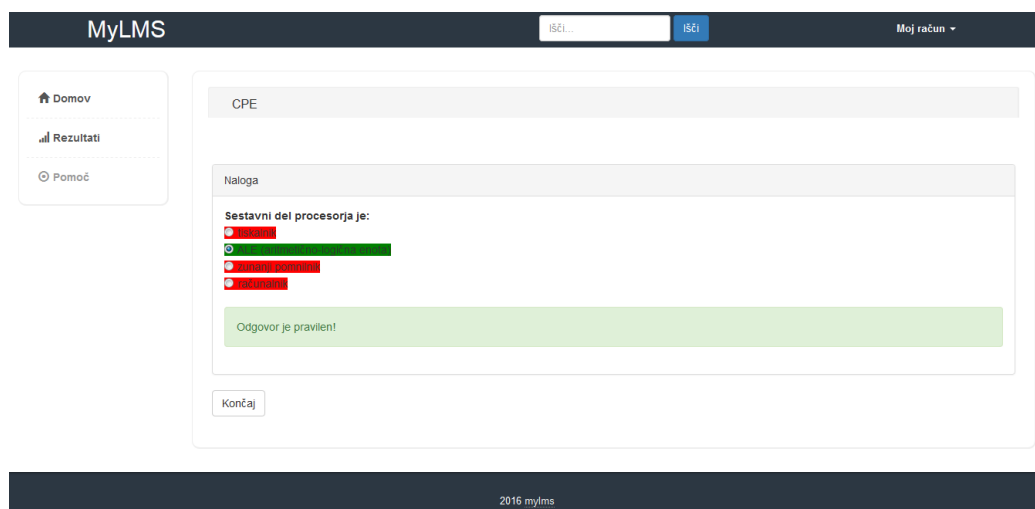 MyLMS
Išči...
Išči
Moj račun
Domov
Rezultati
Pomoč
CPE
Naloga
Sestavni del procesorja je:
tiskalnik
ALE (aritmetično-logična enota)
zunanji pomnilnik
računalnik
Odgovor je pravilen!
Končaj
2016 mylms